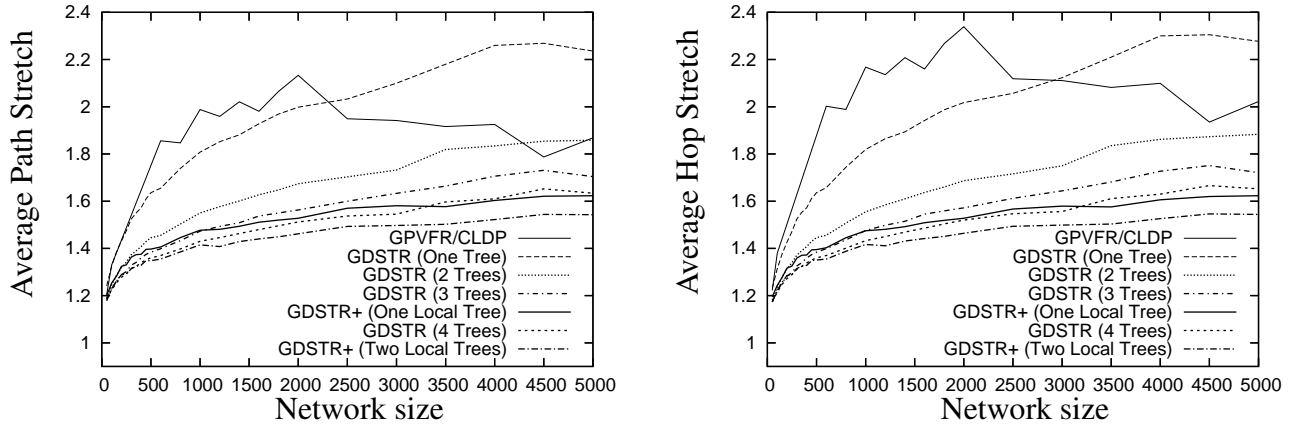 Average Path Stretch
2.4
2.2
2
1.8
1.6
1.4
1.2
1
GPVFR/CLDP
GDSTR (One Tree)
GDSTR (2 Trees)
GDSTR (3 Trees)
GDSTR+ (One Local Tree)
GDSTR (4 Trees)
GDSTR+ (Two Local Trees)
0 500 1000 1500 2000 2500 3000 3500 4000 4500 5000
Network size
Average Hop Stretch
2.4
2.2
2
1.8
1.6
1.4
1.2
1
GPVFR/CLDP
GDSTR (One Tree)
GDSTR (2 Trees)
GDSTR (3 Trees)
GDSTR+ (One Local Tree)
GDSTR (4 Trees)
GDSTR+ (Two Local Trees)
0 500 1000 1500 2000 2500 3000 3500 4000 4500 5000
Network size